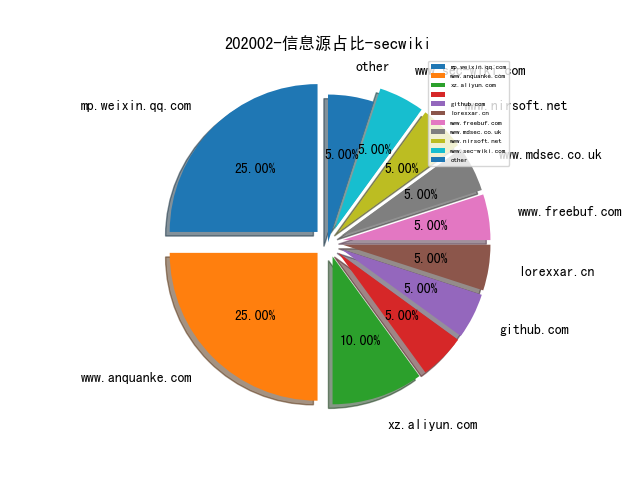 202002-信息源占比-secwiki
other
mp.weixin.qq.com
www.nirsoft.net
www.mdsec.co.uk
www.freebuf.com
lorexxar.cn
github.com
xz.aliyun.com
www.anquanke.com
25.00%
25.00%
10.00%
5.00%
5.00%
5.00%
5.00%
5.00%
5.00%
5.00%
5.00%
mp.weixin.qq.com
www.anquanke.com
xz.aliyun.com
github.com
lorexxar.cn
www.freebuf.com
www.mdsec.co.uk
www.nirsoft.net
www.sec-wiki.com
other